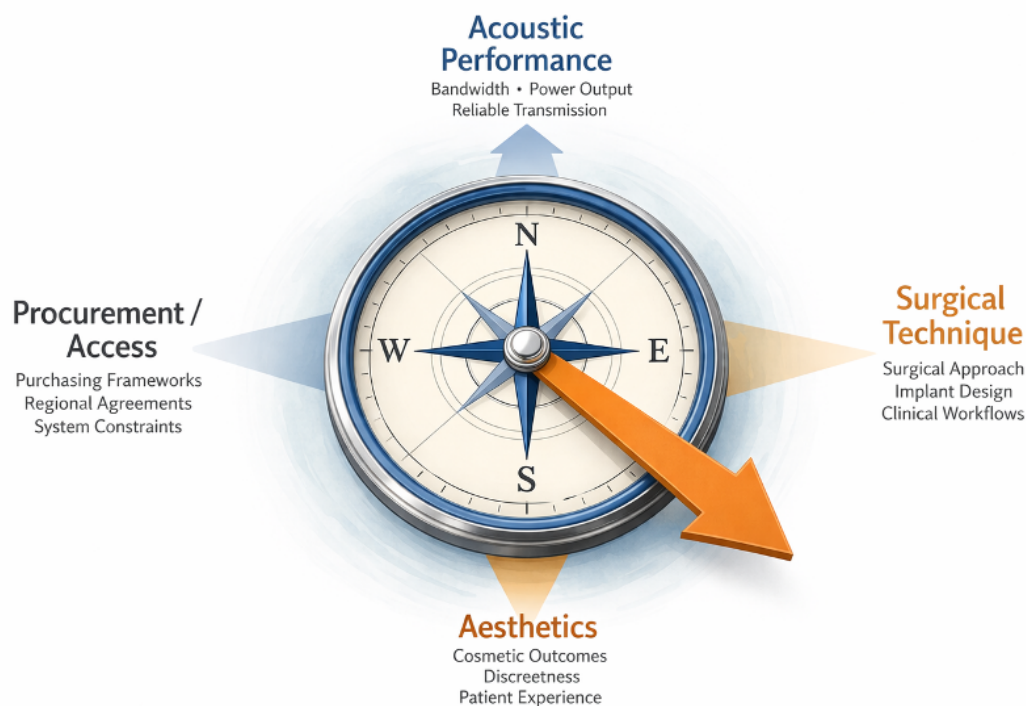 Acoustic
Performance
Bandwidth • Power Output
Reliable Transmission
N
W
E
S
Procurement /
Access
Purchasing Frameworks
Regional Agreements
System Constraints
Surgical
Technique
Surgical Approach
Implant Design
Clinical Workflows
Aesthetics
Cosmetic Outcomes
Discreetness
Patient Experience